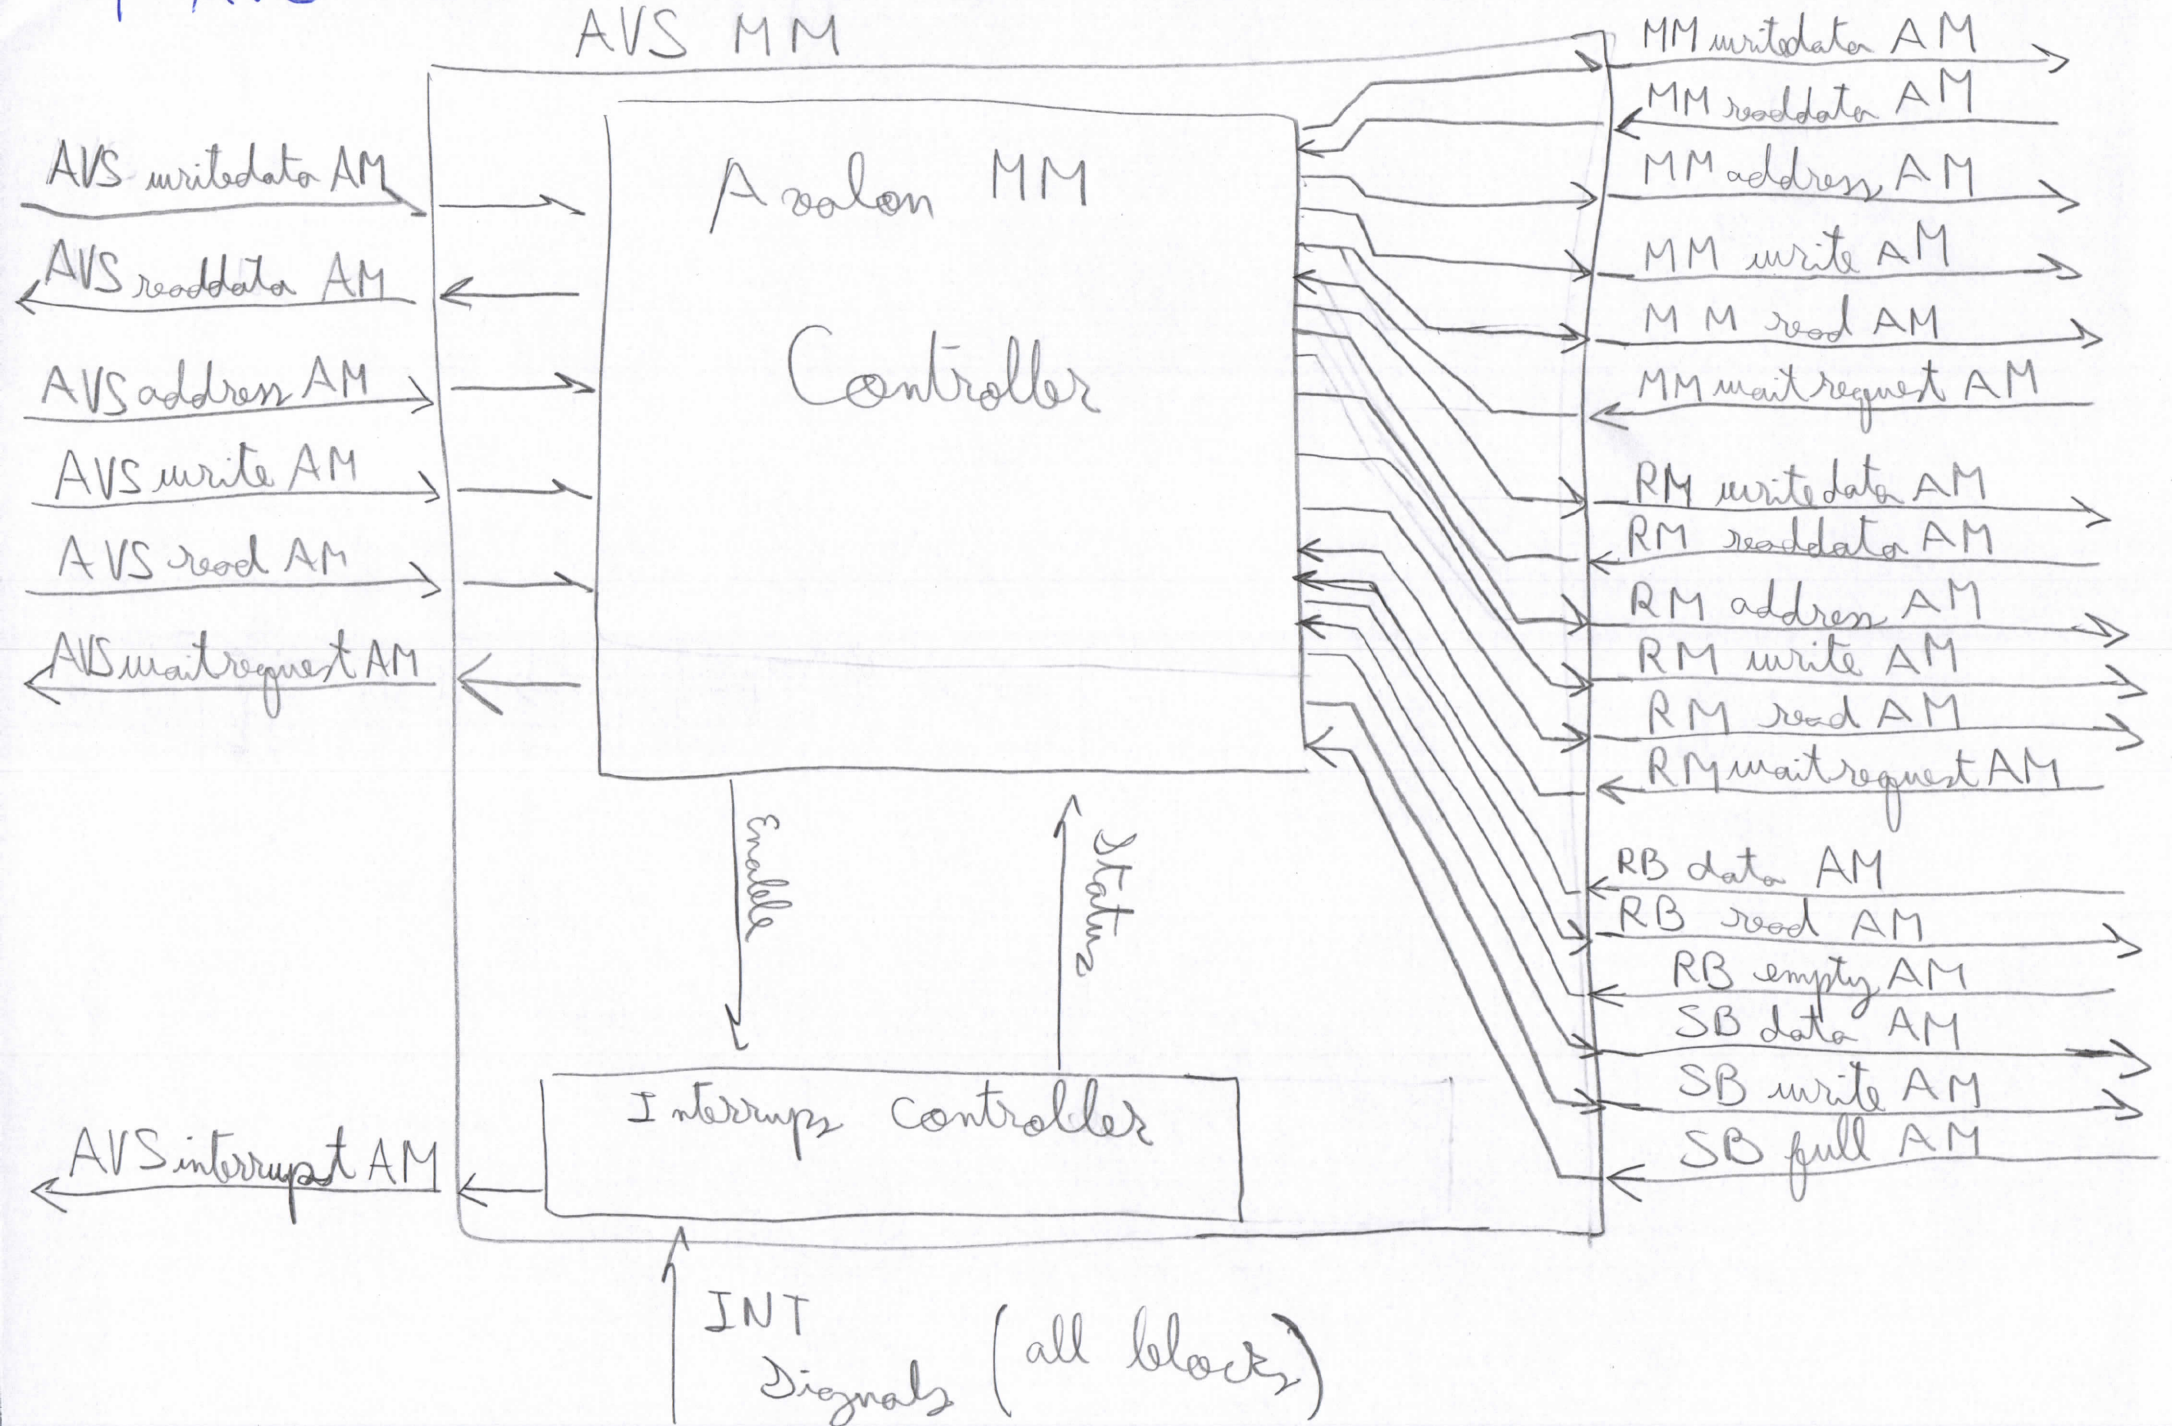 AVS MM
AVS writedata AM
AVS readdata AM
AVS address AM
AVS write AM
AVS read AM
AVS waitrequest AM
AVS interrupt AM
Avalon MM
Controller
Enable
Status
Interrups Controller
INT
Signals (all blocks)
MM writedata AM
MM readdata AM
MM address AM
MM write AM
MM read AM
MM waitrequest AM
RM writedata AM
RM readdata AM
RM address AM
RM write AM
RM read AM
RM waitrequest AM
RB data AM
RB read AM
RB empty AM
SB data AM
SB write AM
SB full AM